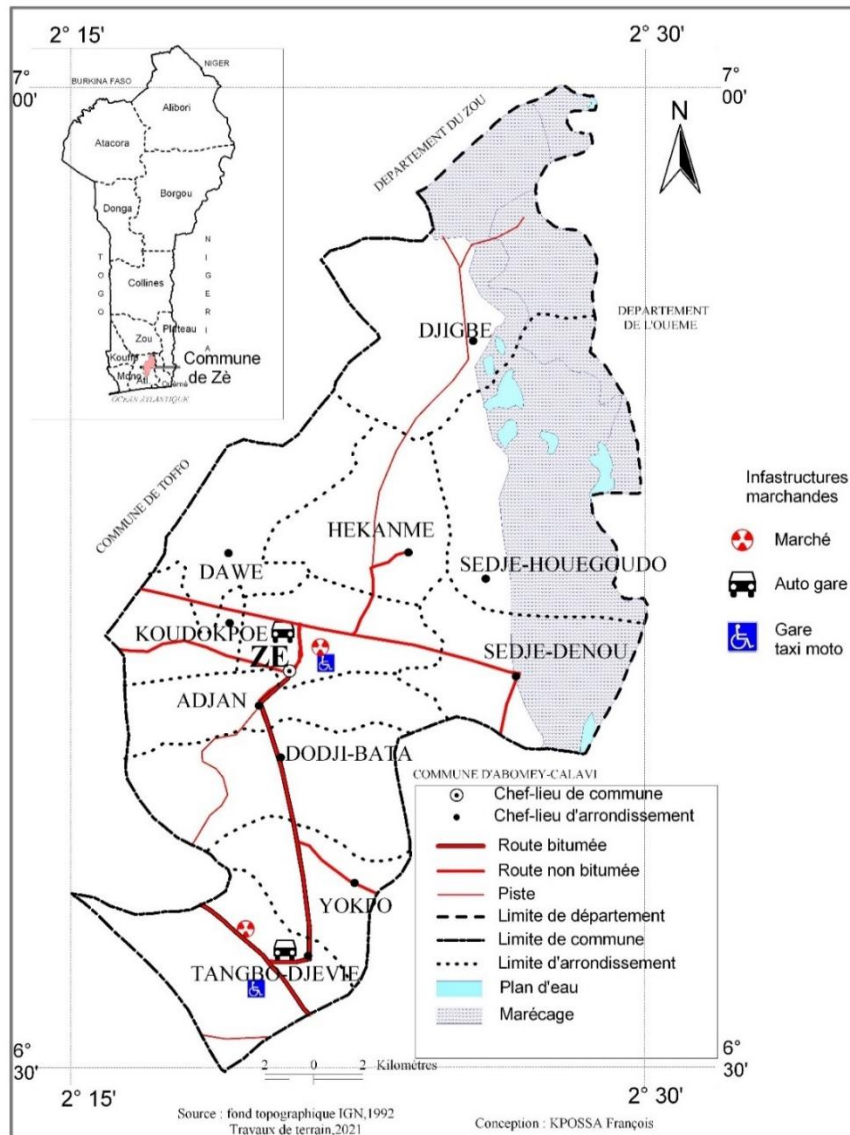 2° 15'
2° 30'
7°
00'
7°
00'
BURKINA FASO
NIGER
Alibori
Atacora
Borgou
Donga
TOGO
NIGERIA
Collines
Plateau
Zou
Kouffo
Mono
Atl
Ouémé
Commune
de Zè
OCEAN ATLANTIQUE
DEPARTEMENT DU ZOU
N
DEPARTEMENT
DE L'OUEME
DJIGBE
COMMUNE DE TOFFO
HEKANME
DAWE
SEDJE-HOUEGOUDO
KOUDOKPOE
ZE
SEDJE-DENOU
ADJAN
DODJI-BATA
YOKPO
TANGBO-DJEVIE
COMMUNE D'ABOMEY-CALAVI
Infastructures
marchandes
Marché
Auto gare
Gare
taxi moto
Chef-lieu de commune
Chef-lieu d'arrondissement
Route bitumée
Route non bitumée
Piste
Limite de département
Limite de commune
Limite d'arrondissement
Plan d'eau
Marécage
6°
30'
6°
30'
2 0 2 Kilomètres
2° 15'
2° 30'
Source : fond topographique IGN,1992
Travaux de terrain,2021
Conception : KPOSSA François